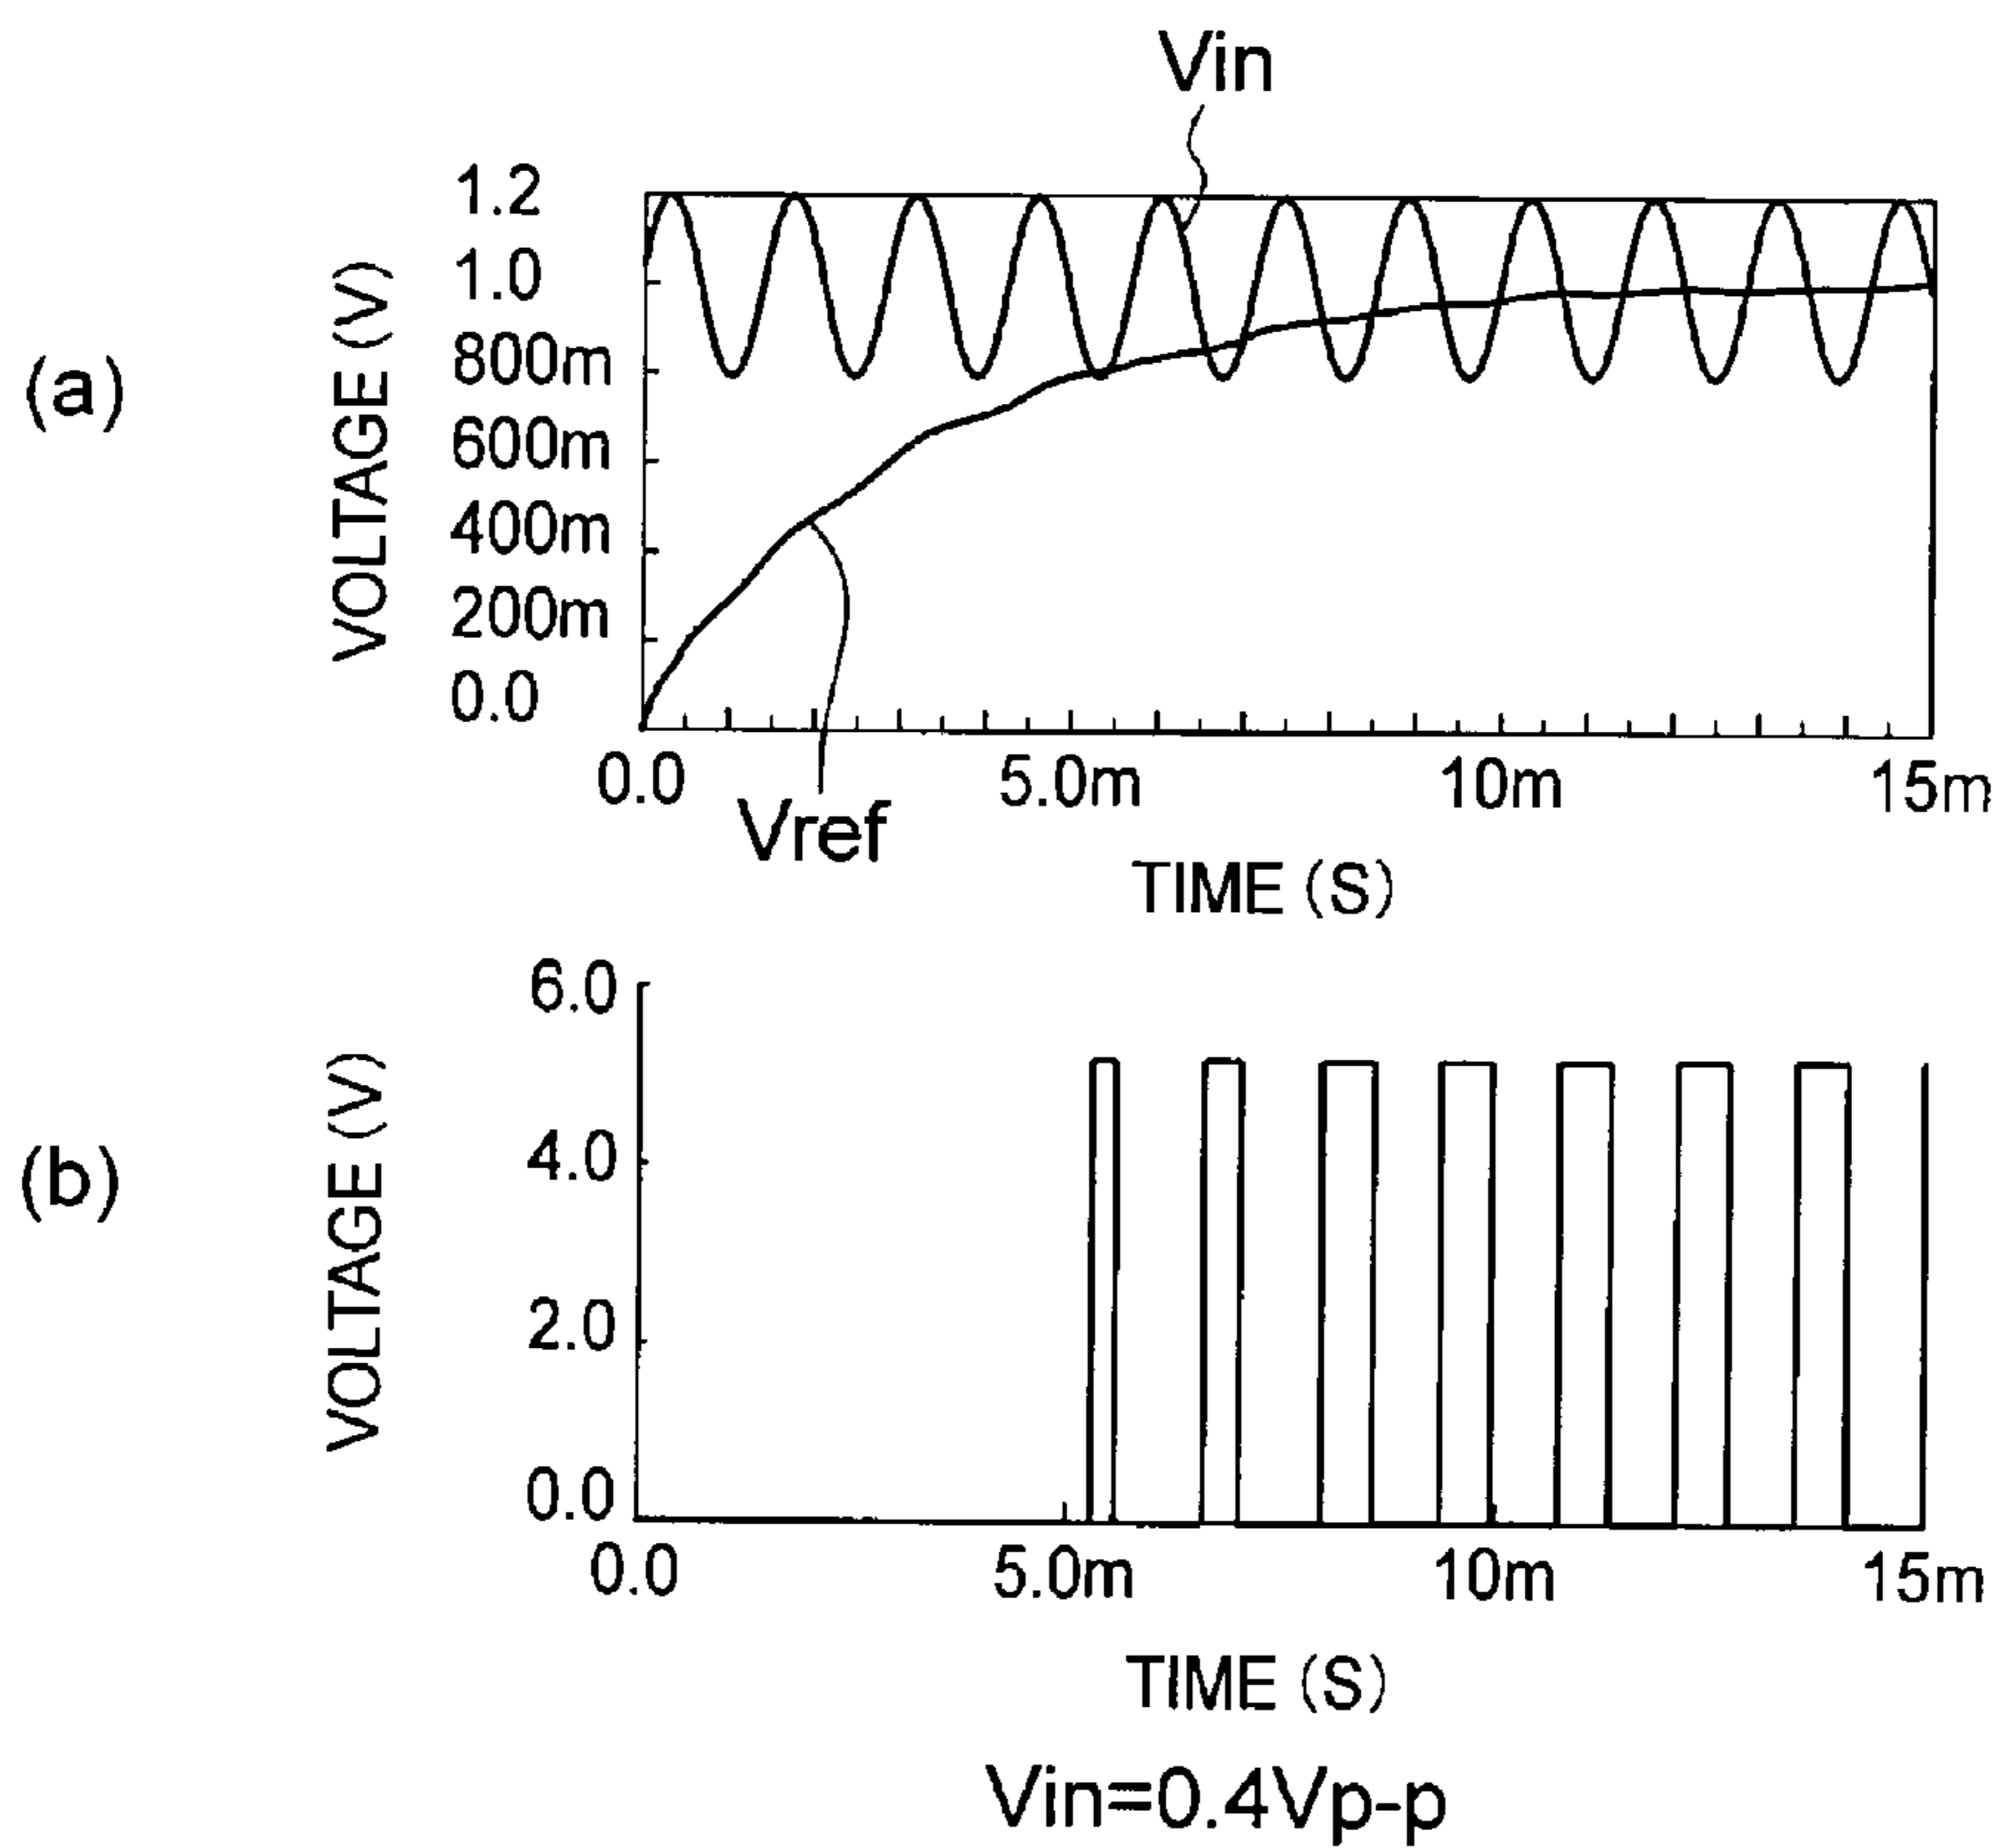 Vin
(a)
VOLTAGE (V)
1.2
1.0
800m
600m
400m
200m
0.0
0.0
5.0m
10m
15m
Vref
TIME (S)
(b)
VOLTAGE (V)
6.0
4.0
2.0
0.0
0.0
5.0m
10m
15m
TIME (S)
Vin=0.4Vp-p